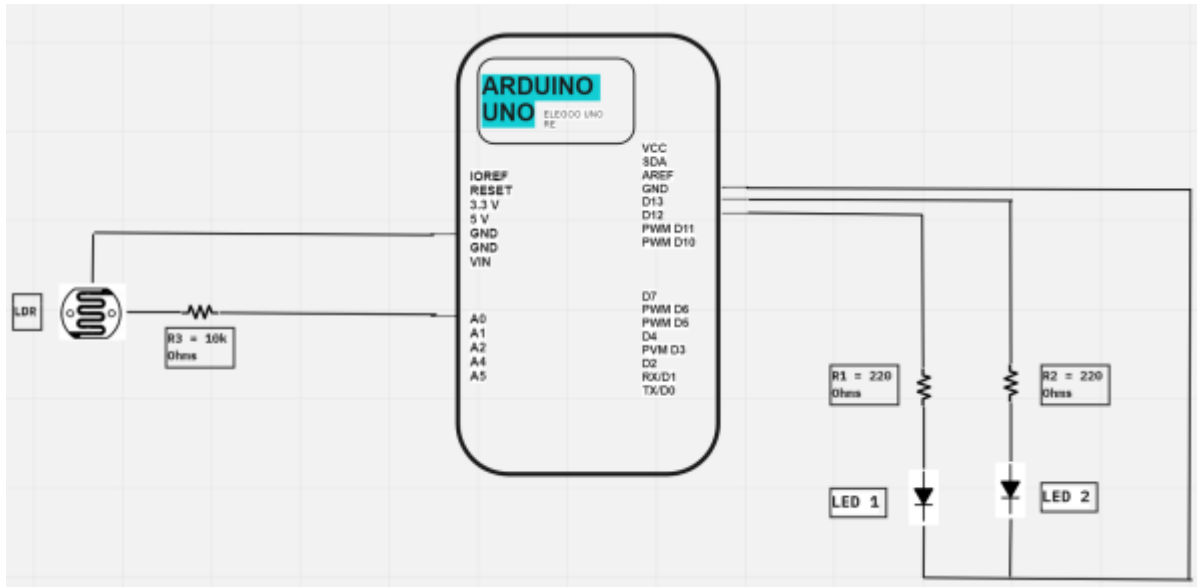 ARDUINO
UNO
ELEGOO UNO
RE
IOREF
RESET
3.3 V
5 V
GND
GND
VIN
A0
A1
A2
A4
A5
VCC
SDA
AREF
GND
D13
D12
PWM D11
PWM D10
D7
PWM D6
PWM D5
D4
PVM D3
D2
RX/D1
TX/D0
LDR
R3 = 10k
Ohms
R1 = 220
Ohms
R2 = 220
Ohms
LED 1
LED 2